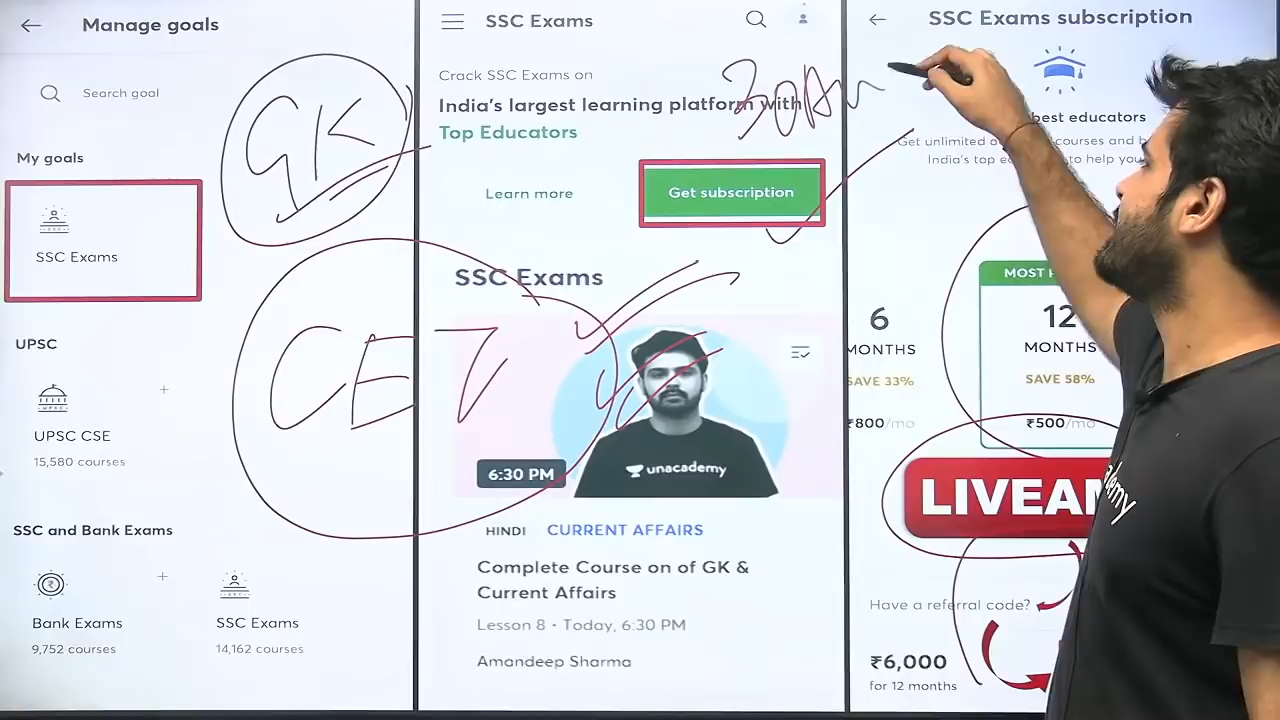 Manage goals
Search goal
My goals
SSC Exams
UPSC
UPSC CSE
15,580 courses
SSC and Bank Exams
Bank Exams
9,752 courses
SSC Exams
14,162 courses
GK
CET
SSC Exams
Crack SSC Exams on
India's largest learning platform with
Top Educators
Learn more
Get subscription
SSC Exams
unacademy
6:30 PM
HINDI CURRENT AFFAIRS
Complete Course on of GK &
Current Affairs
Lesson 8 • Today, 6:30 PM
Amandeep Sharma
SSC Exams subscription
best educators
Get unlimited courses and
India's top to help you
MOST
6
MONTHS
SAVE 33%
₹800/mo
12
MONTHS
SAVE 58%
₹500/mo
LIVEAM
Have a referral code?
₹6,000
for 12 months